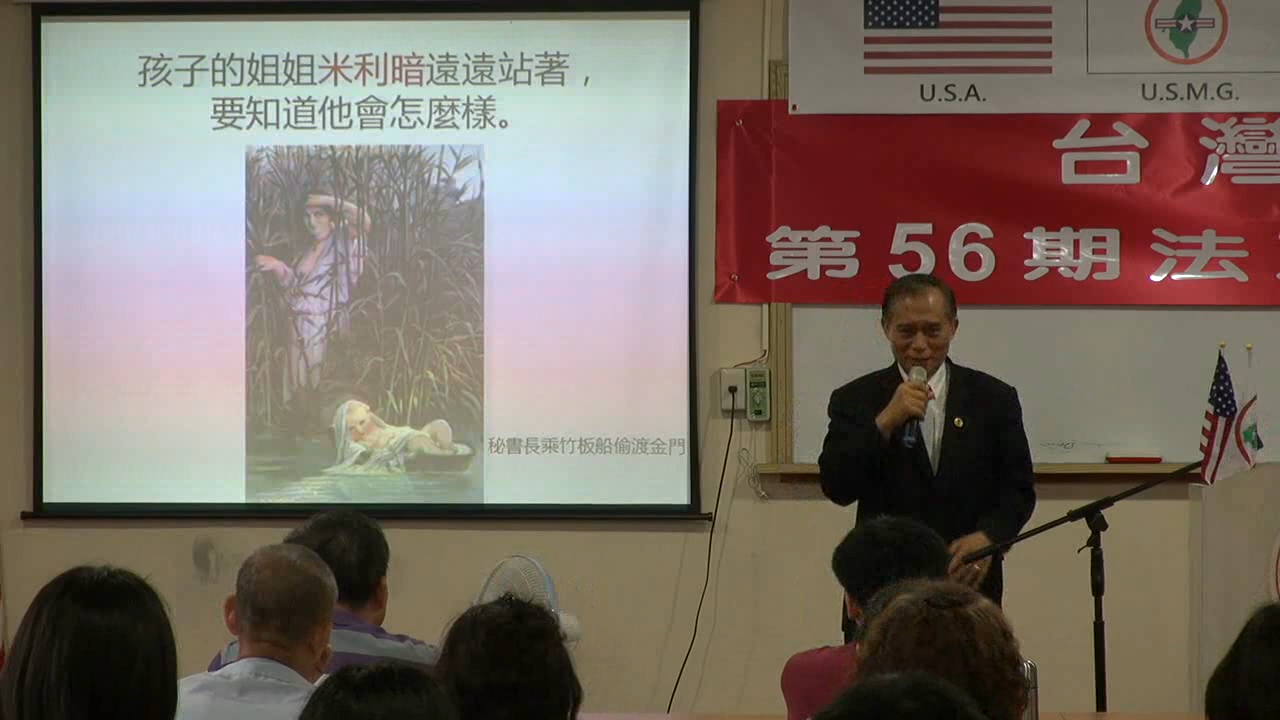 孩子的姐姐米利暗遠遠站著，
要知道他會怎麼樣。
秘書長乘竹板船偷渡金門
U.S.A.
U.S.M.G.
台灣
第56期法